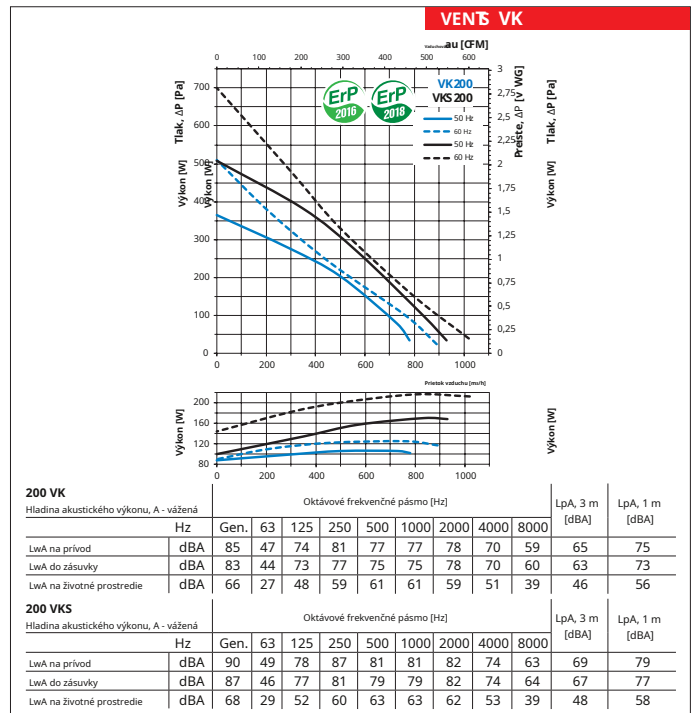 VENTS VK
au [CFM]
0 100 200 300 400 500 600
Tlak, ΔP [Pa]
Výkon [W]
Výkon [W]
700
600
500
400
300
200
100
0
ErP
2016
ErP
2018
VK 200
VKS 200
50 Hz
60 Hz
50 Hz
60 Hz
3
2,75
2,5
2,25
2
1,75
1,5
1,25
1
0,75
0,5
0,25
0
Preiste, ΔP [V WG]
Výkon [W]
Tlak, ΔP [Pa]
Výkon [W]
0 200 400 600 800 1000
Prietok vzduchu [ms/h]
Výkon [W]
200
160
120
80
0 200 400 600 800 1000
Výkon [W]
200 VK
Hladina akustického výkonu, A - vážená
Oktávové frekvenčné pásmo [Hz]
LpA, 3 m [dBA]
LpA, 1 m [dBA]
Hz Gen. 63 125 250 500 1000 2000 4000 8000
LwA na prívod dBA 85 47 74 81 77 77 78 70 59 65 75
LwA do zásuvky dBA 83 44 73 77 75 75 78 70 60 63 73
LwA na životné prostredie dBA 66 27 48 59 61 61 59 51 39 46 56
200 VKS
Hladina akustického výkonu, A - vážená
Oktávové frekvenčné pásmo [Hz]
LpA, 3 m [dBA]
LpA, 1 m [dBA]
Hz Gen. 63 125 250 500 1000 2000 4000 8000
LwA na prívod dBA 90 49 78 87 81 81 82 74 63 69 79
LwA do zásuvky dBA 87 46 77 81 79 79 82 74 64 67 77
LwA na životné prostredie dBA 68 29 52 60 63 63 62 53 39 48 58